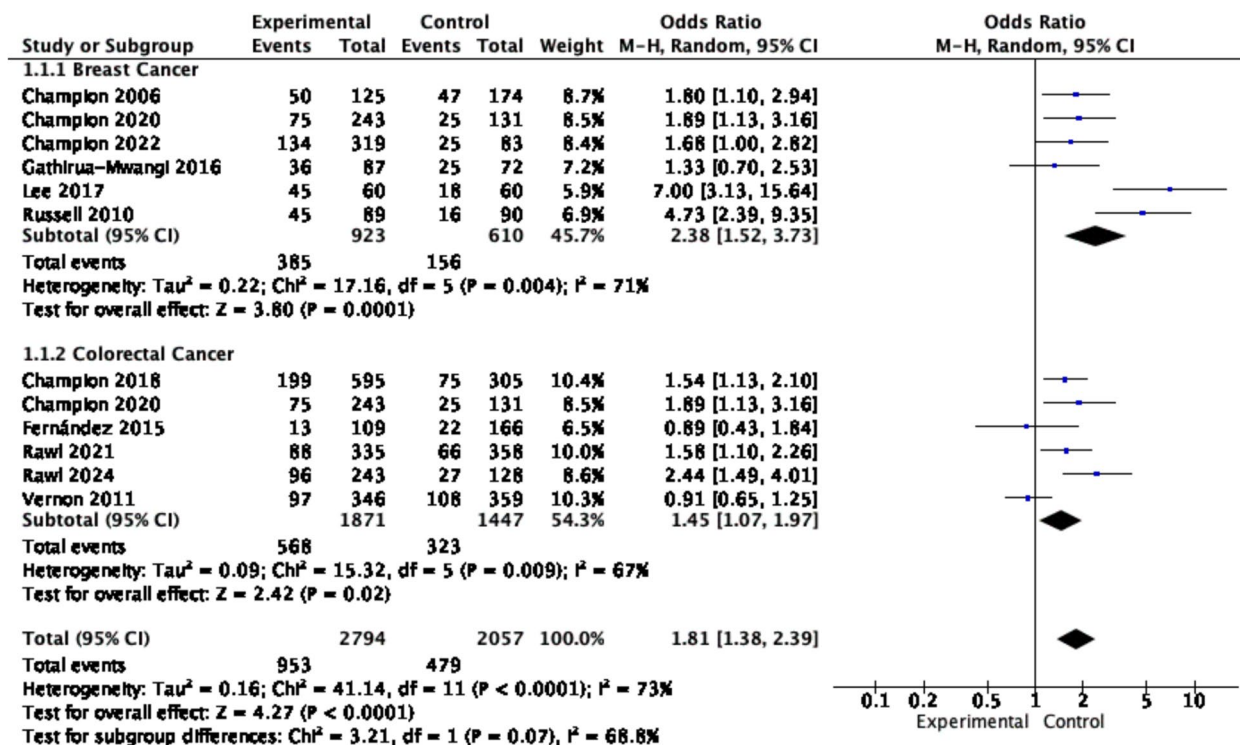 Experimental Control Odds Ratio Odds Ratio
Study or Subgroup Events Total Events Total Weight M-H, Random, 95% CI M-H, Random, 95% CI
1.1.1 Breast Cancer
Champion 2006 50 125 47 174 8.7% 1.80 [1.10, 2.94]
Champion 2020 75 243 25 131 8.5% 1.89 [1.13, 3.16]
Champion 2022 134 319 25 83 8.4% 1.68 [1.00, 2.82]
Gathirua-Mwangi 2016 36 87 25 72 7.2% 1.33 [0.70, 2.53]
Lee 2017 45 60 18 60 5.9% 7.00 [3.13, 15.64]
Russell 2010 45 89 16 90 6.9% 4.73 [2.39, 9.35]
Subtotal (95% CI) 923 610 45.7% 2.38 [1.52, 3.73]
Total events 385 156
Heterogeneity: Tau² = 0.22; Chi² = 17.16, df = 5 (P = 0.004); I² = 71%
Test for overall effect: Z = 3.80 (P = 0.0001)
1.1.2 Colorectal Cancer
Champion 2018 199 595 75 305 10.4% 1.54 [1.13, 2.10]
Champion 2020 75 243 25 131 8.5% 1.89 [1.13, 3.16]
Fernández 2015 13 109 22 166 6.5% 0.89 [0.43, 1.84]
Rawl 2021 88 335 66 358 10.0% 1.58 [1.10, 2.26]
Rawl 2024 96 243 27 128 8.6% 2.44 [1.49, 4.01]
Vernon 2011 97 346 108 359 10.3% 0.91 [0.65, 1.25]
Subtotal (95% CI) 1871 1447 54.3% 1.45 [1.07, 1.97]
Total events 568 323
Heterogeneity: Tau² = 0.09; Chi² = 15.32, df = 5 (P = 0.009); I² = 67%
Test for overall effect: Z = 2.42 (P = 0.02)
Total (95% CI) 2794 2057 100.0% 1.81 [1.38, 2.39]
Total events 953 479
Heterogeneity: Tau² = 0.16; Chi² = 41.14, df = 11 (P < 0.0001); I² = 73%
Test for overall effect: Z = 4.27 (P < 0.0001)
Test for subgroup differences: Chi² = 3.21, df = 1 (P = 0.07), I² = 68.8%
0.1 0.2 0.5 1 2 5 10
Experimental Control